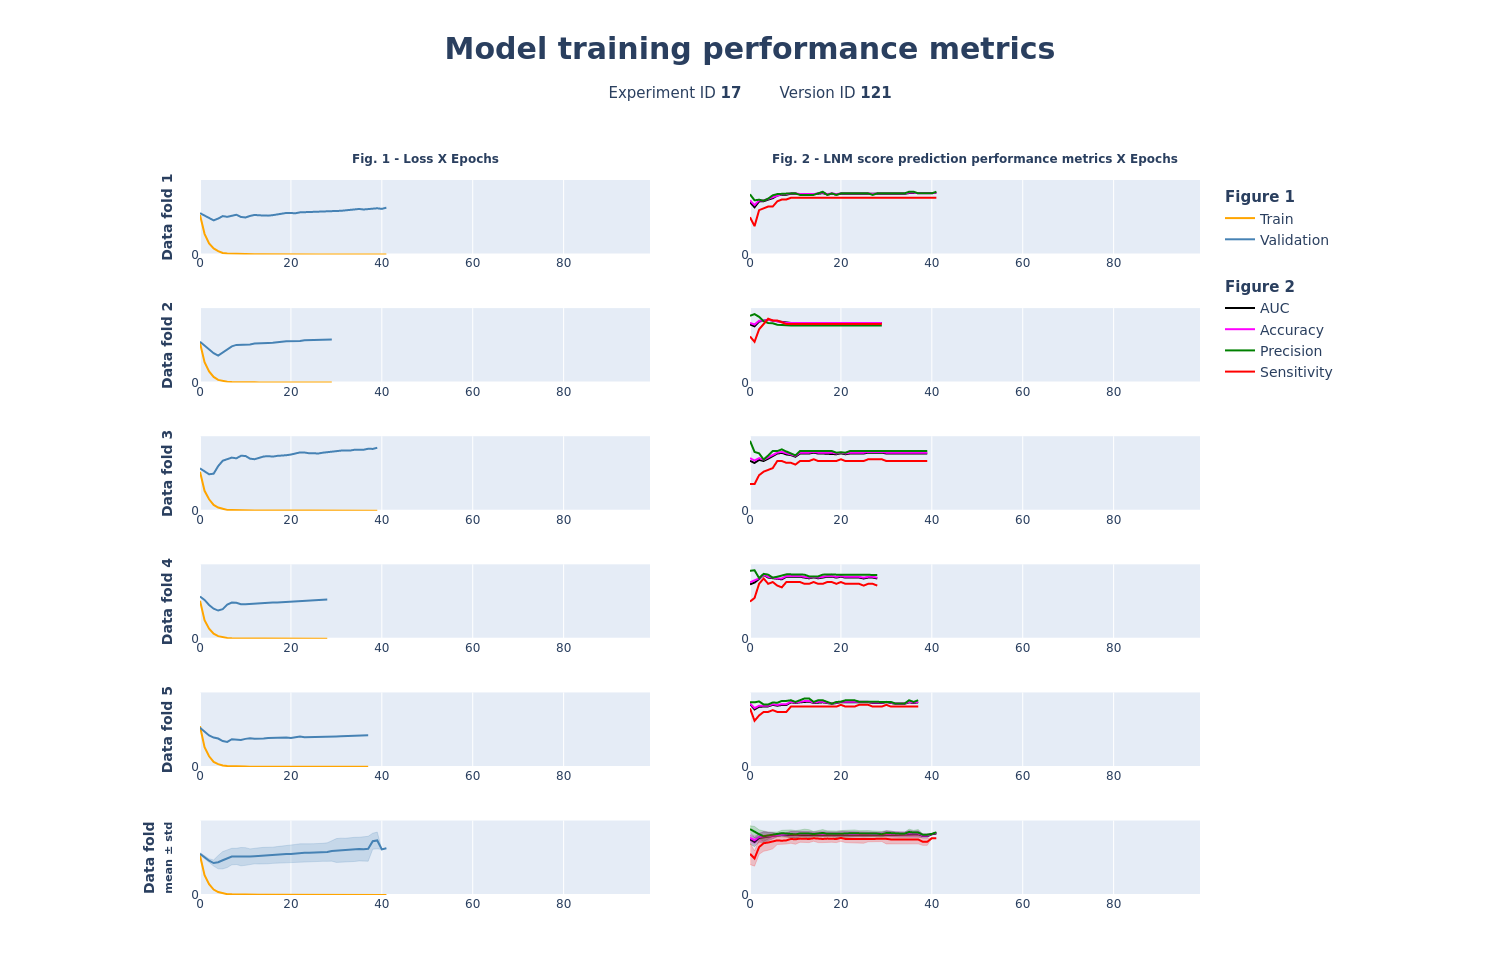 Model training performance metrics
Experiment ID 17 Version ID 121
Fig. 1 - Loss X Epochs
Fig. 2 - LNM score prediction performance metrics X Epochs
Data fold 1
0
0 20 40 60 80
0
0 20 40 60 80
Figure 1
Train
Validation
Figure 2
AUC
Accuracy
Precision
Sensitivity
Data fold 2
0
0 20 40 60 80
0
0 20 40 60 80
Data fold 3
0
0 20 40 60 80
0
0 20 40 60 80
Data fold 4
0
0 20 40 60 80
0
0 20 40 60 80
Data fold 5
0
0 20 40 60 80
0
0 20 40 60 80
Data fold
mean ± std
0
0 20 40 60 80
0
0 20 40 60 80